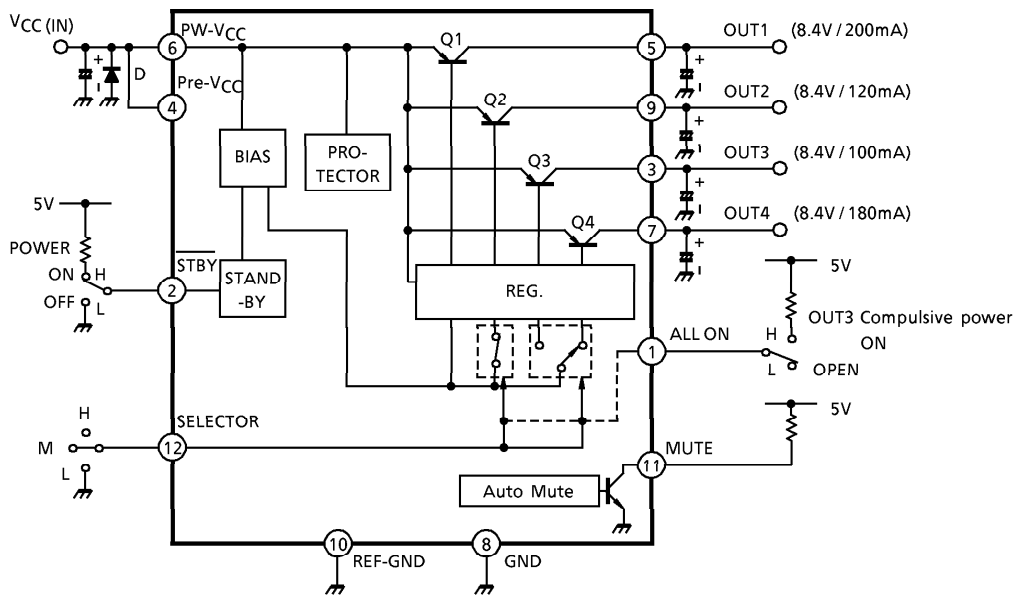 VCC (IN)
PW-VCC
6
D
Pre-VCC
4
Q1
5
OUT1 (8.4V / 200mA)
Q2
9
OUT2 (8.4V / 120mA)
BIAS
PRO-
TECTOR
Q3
3
OUT3 (8.4V / 100mA)
Q4
7
OUT4 (8.4V / 180mA)
5V
POWER
ON H
OFF L
STBY
2
STAND
-BY
REG.
5V
OUT3 Compulsive power
ON
ALL ON
1
H
L OPEN
H
M
L
SELECTOR
12
5V
MUTE
11
Auto Mute
10
REF-GND
8
GND
+
+
+
+
+